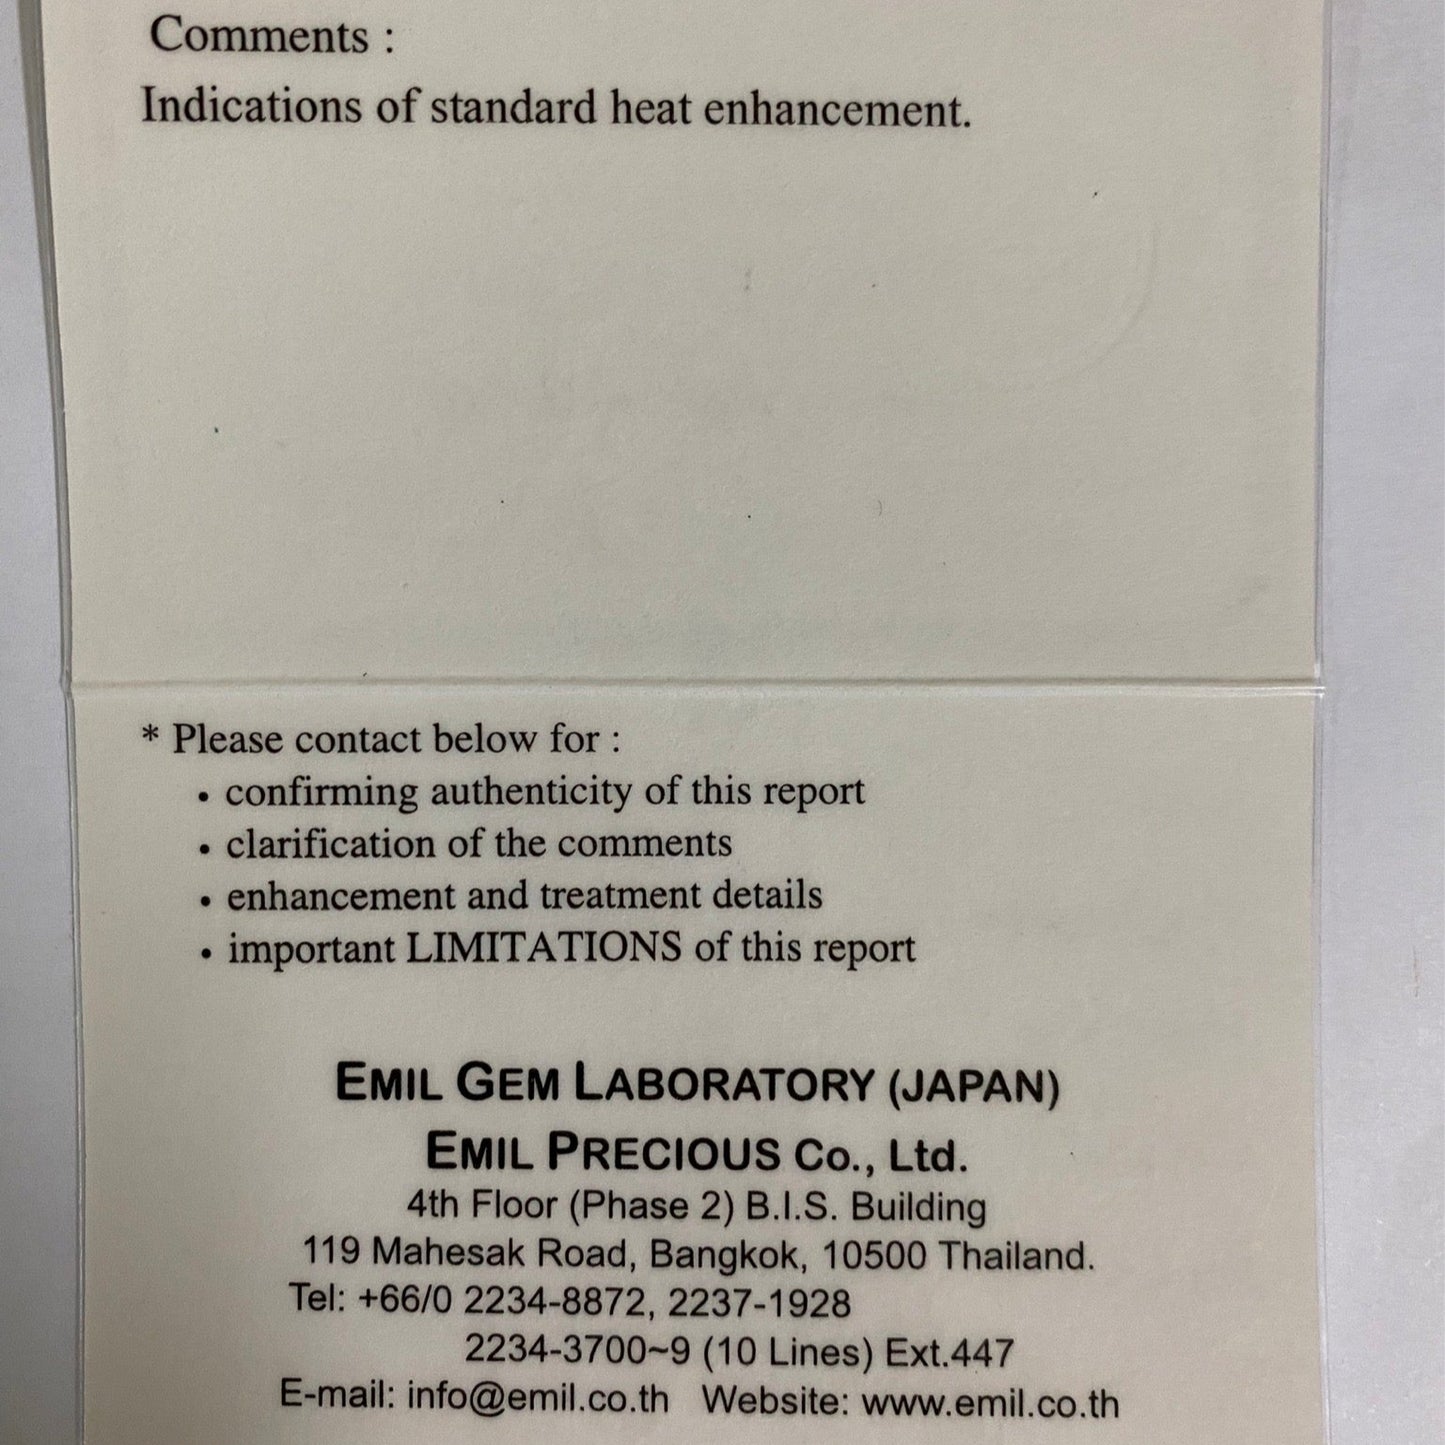 Comments :
Indications of standard heat enhancement.
* Please contact below for :
• confirming authenticity of this report
• clarification of the comments
• enhancement and treatment details
• important LIMITATIONS of this report
EMIL GEM LABORATORY (JAPAN)
EMIL PRECIOUS Co., Ltd.
4th Floor (Phase 2) B.I.S. Building
119 Mahesak Road, Bangkok, 10500 Thailand.
Tel: +66/0 2234-8872, 2237-1928
2234-3700~9 (10 Lines) Ext.447
E-mail: info@emil.co.th Website: www.emil.co.th